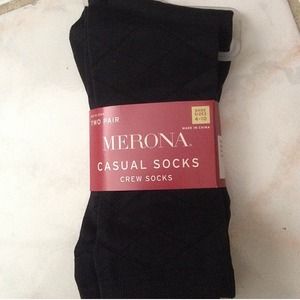 TWO PAIR
SHOE
SIZES
4-10
MADE IN CHINA
MERONA
CASUAL SOCKS
CREW SOCKS